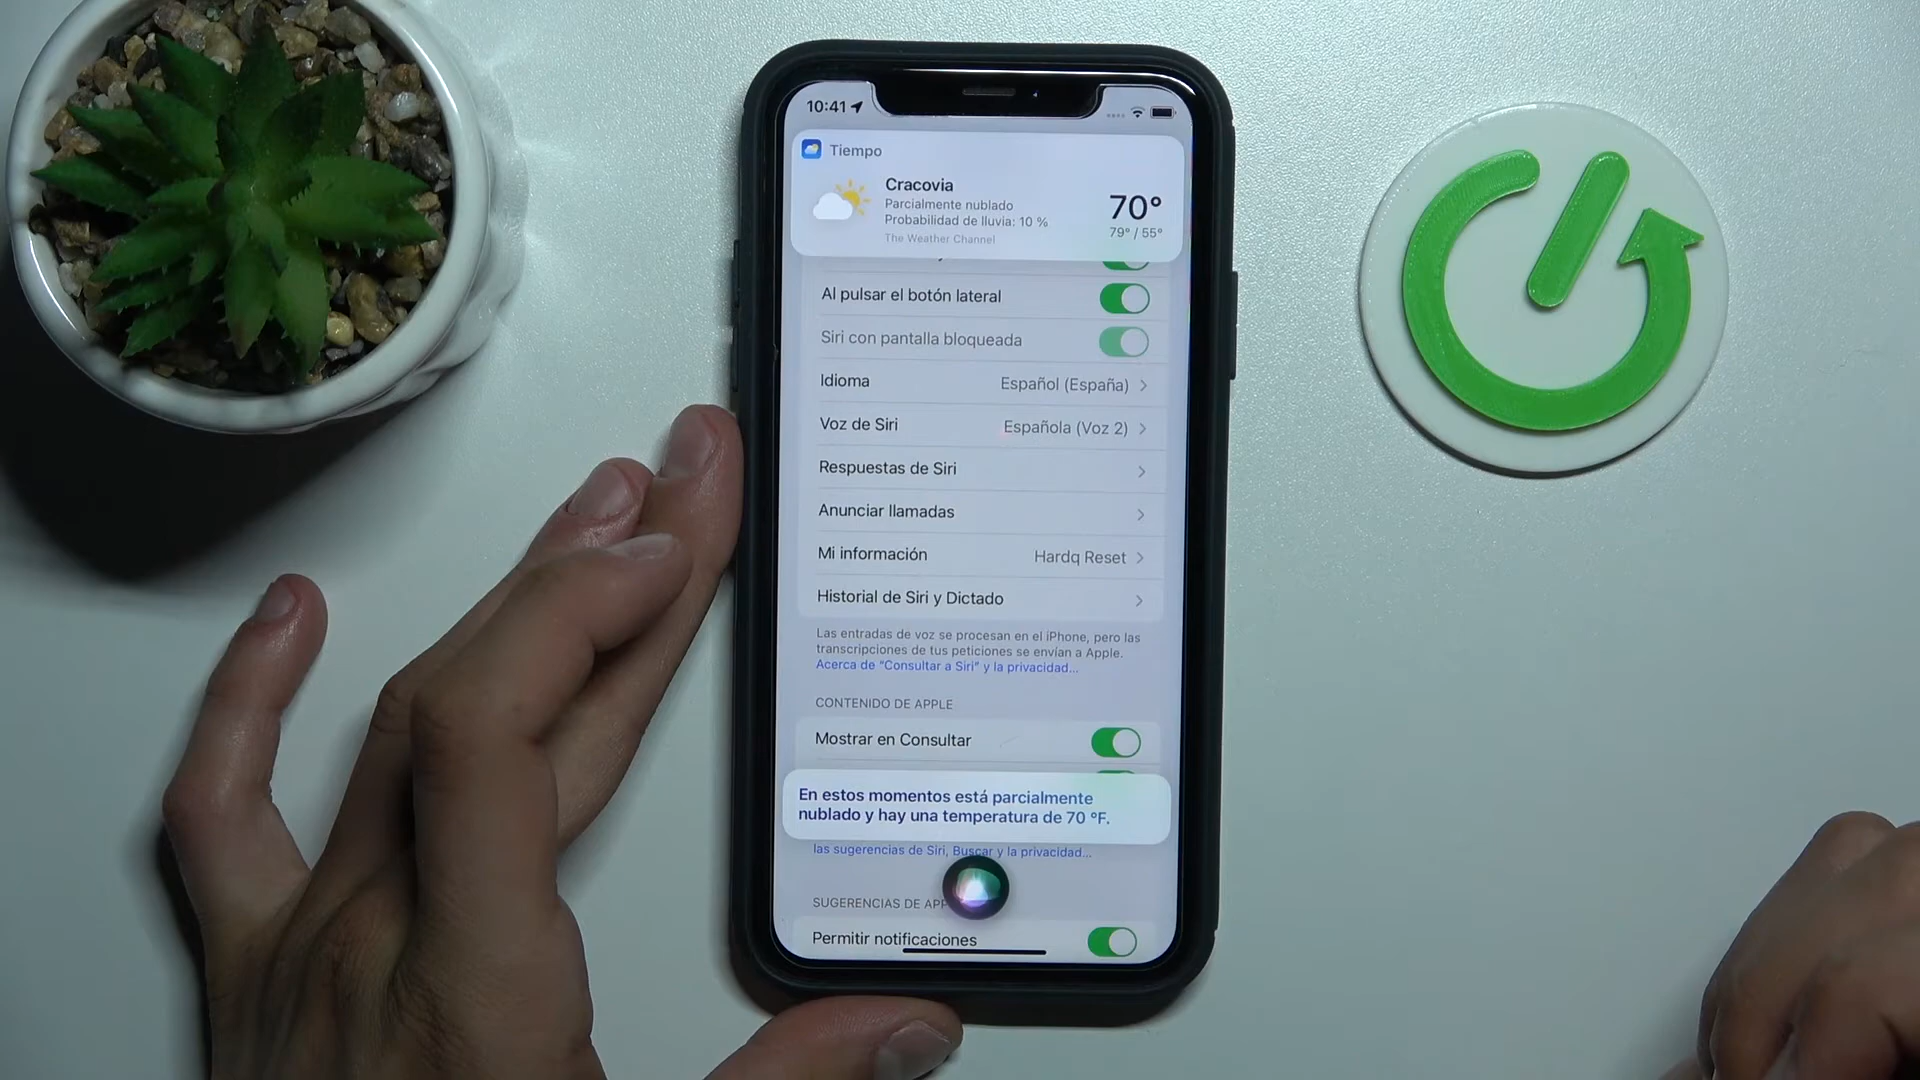 10:41
Tiempo
Cracovia
Parcialmente nublado
Probabilidad de lluvia: 10 %
The Weather Channel
70°
79° / 55°
Al pulsar el botón lateral
Siri con pantalla bloqueada
Idioma Español (España)
Voz de Siri Española (Voz 2)
Respuestas de Siri
Anunciar llamadas
Mi información Hardq Reset
Historial de Siri y Dictado
Las entradas de voz se procesan en el iPhone, pero las
transcripciones de tus peticiones se envían a Apple.
Acerca de “Consultar a Siri” y la privacidad...
CONTENIDO DE APPLE
Mostrar en Consultar
En estos momentos está parcialmente
nublado y hay una temperatura de 70 °F.
las sugerencias de Siri, Buscar y la privacidad...
SUGERENCIAS DE AP
Permitir notificaciones